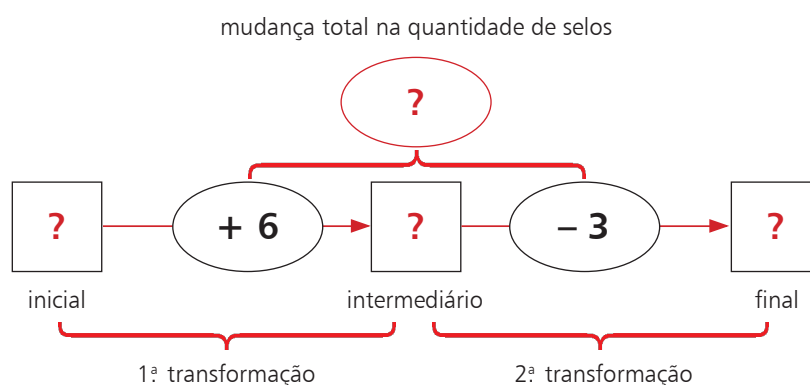 mudança total na quantidade de selos
?
? + 6 ? – 3 ?
inicial intermediário final
1ª transformação 2ª transformação